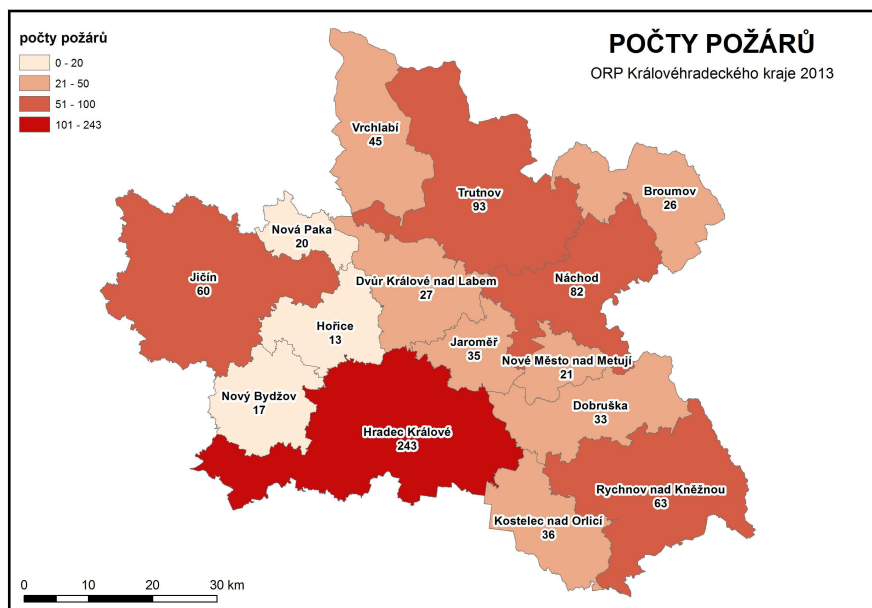 POČTY POŽÁRŮ
ORP Královéhradeckého kraje 2013
počty požárů
0 - 20
21 - 50
51 - 100
101 - 243
Vrchlabí
45
Trutnov
93
Broumov
26
Nová Paka
20
Jičín
60
Dvůr Králové nad Labem
27
Náchod
82
Hořice
13
Jaroměř
35
Nové Město nad Metují
21
Nový Bydžov
17
Dobruška
33
Hradec Králové
243
Rychnov nad Kněžnou
63
Kostelec nad Orlicí
36
0 10 20 30 km